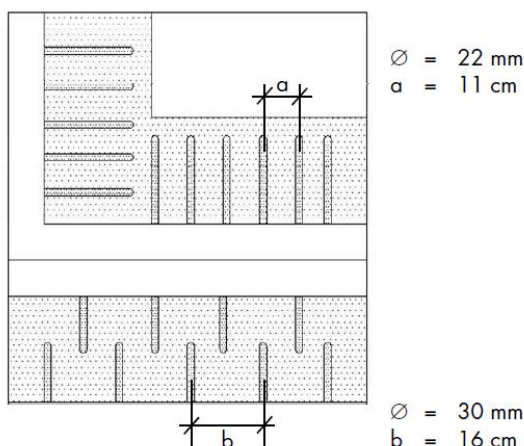 a
∅ = 22 mm
a = 11 cm
b
∅ = 30 mm
b = 16 cm